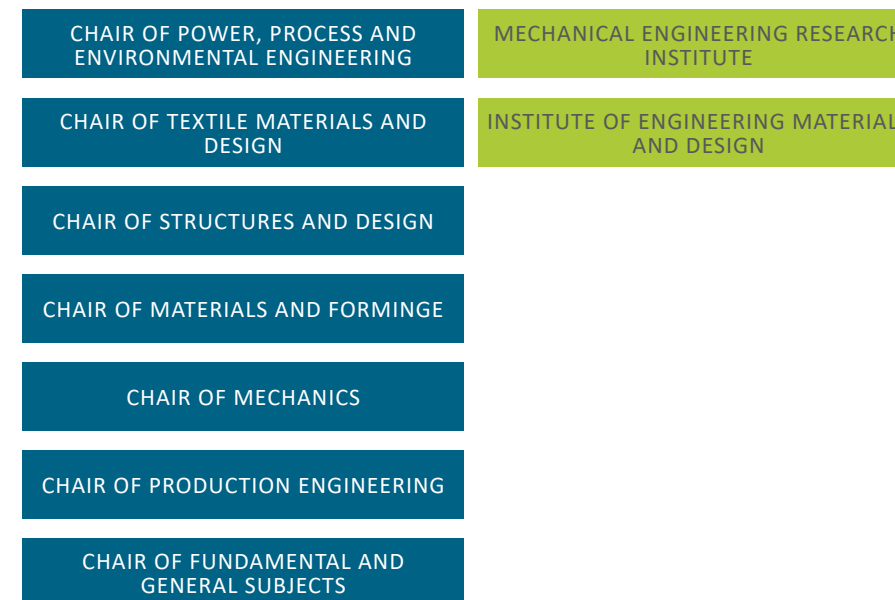 CHAIR OF POWER, PROCESS AND
ENVIRONMENTAL ENGINEERING
CHAIR OF TEXTILE MATERIALS AND
DESIGN
CHAIR OF STRUCTURES AND DESIGN
CHAIR OF MATERIALS AND FORMINGE
CHAIR OF MECHANICS
CHAIR OF PRODUCTION ENGINEERING
CHAIR OF FUNDAMENTAL AND
GENERAL SUBJECTS
MECHANICAL ENGINEERING RESEARCH
INSTITUTE
INSTITUTE OF ENGINEERING MATERIAL
AND DESIGN